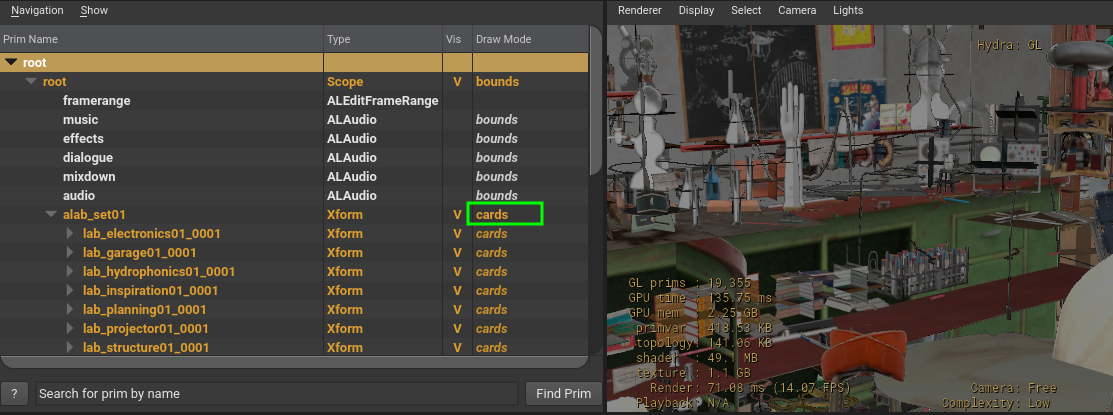 Navigation Show
Renderer Display Select Camera Lights
Prim Name Type Vis Draw Mode
root
root Scope V bounds
framerange ALEditFrameRange
music ALAudio bounds
effects ALAudio bounds
dialogue ALAudio bounds
mixdown ALAudio bounds
audio ALAudio bounds
alab_set01 Xform V cards
lab_electronics01_0001 Xform V cards
lab_garage01_0001 Xform V cards
lab_hydrophonics01_0001 Xform V cards
lab_inspiration01_0001 Xform V cards
lab_planning01_0001 Xform V cards
lab_projector01_0001 Xform V cards
lab_structure01_0001 Xform V cards
? Search for prim by name Find Prim
Hydra: GL
GL prims : 19,355
GPU time : 135.75 ms
GPU mem : 2.25 GB
primvar : 418.53 KB
topology: 141.06 KB
shader : 49.1 MB
texture : 1.1 GB
Render: 71.08 ms (14.07 FPS)
Playback: N/A
Camera: Free
Complexity: Low